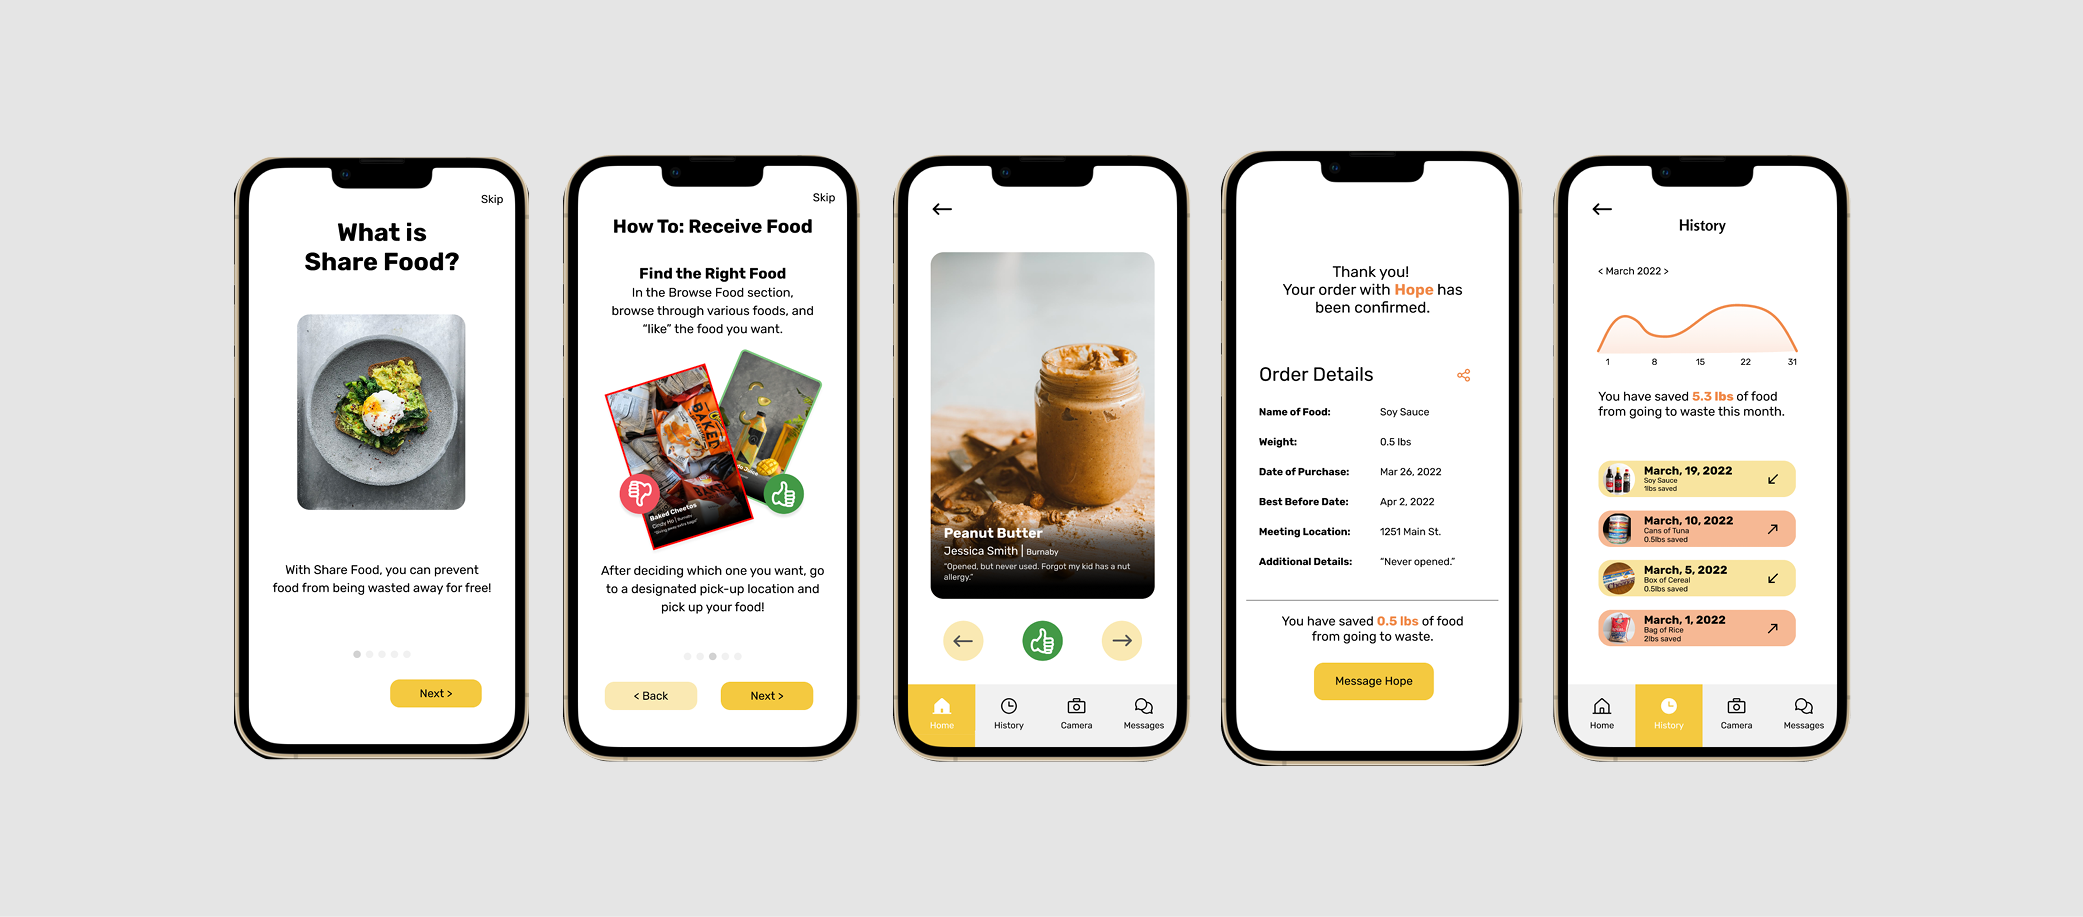 Skip
What is
Share Food?
With Share Food, you can prevent
food from being wasted away for free!
Next >
Skip
How To: Receive Food
Find the Right Food
In the Browse Food section,
browse through various foods, and
“like” the food you want.
BAKED
Baked Cheetos
Cindy Ho | Burnaby
After deciding which one you want, go
to a designated pick-up location and
pick up your food!
< Back
Next >
Peanut Butter
Jessica Smith | Burnaby
“Opened, but never used. Forgot my kid has a nut
allergy.”
Home
History
Camera
Messages
Thank you!
Your order with Hope has
been confirmed.
Order Details
Name of Food: Soy Sauce
Weight: 0.5 lbs
Date of Purchase: Mar 26, 2022
Best Before Date: Apr 2, 2022
Meeting Location: 1251 Main St.
Additional Details: “Never opened.”
You have saved 0.5 lbs of food
from going to waste.
Message Hope
History
< March 2022 >
1 8 15 22 31
You have saved 5.3 lbs of food
from going to waste this month.
March, 19, 2022
Soy Sauce
1lbs saved
March, 10, 2022
Cans of Tuna
0.5lbs saved
March, 5, 2022
Box of Cereal
0.5lbs saved
March, 1, 2022
Bag of Rice
2lbs saved
Home
History
Camera
Messages